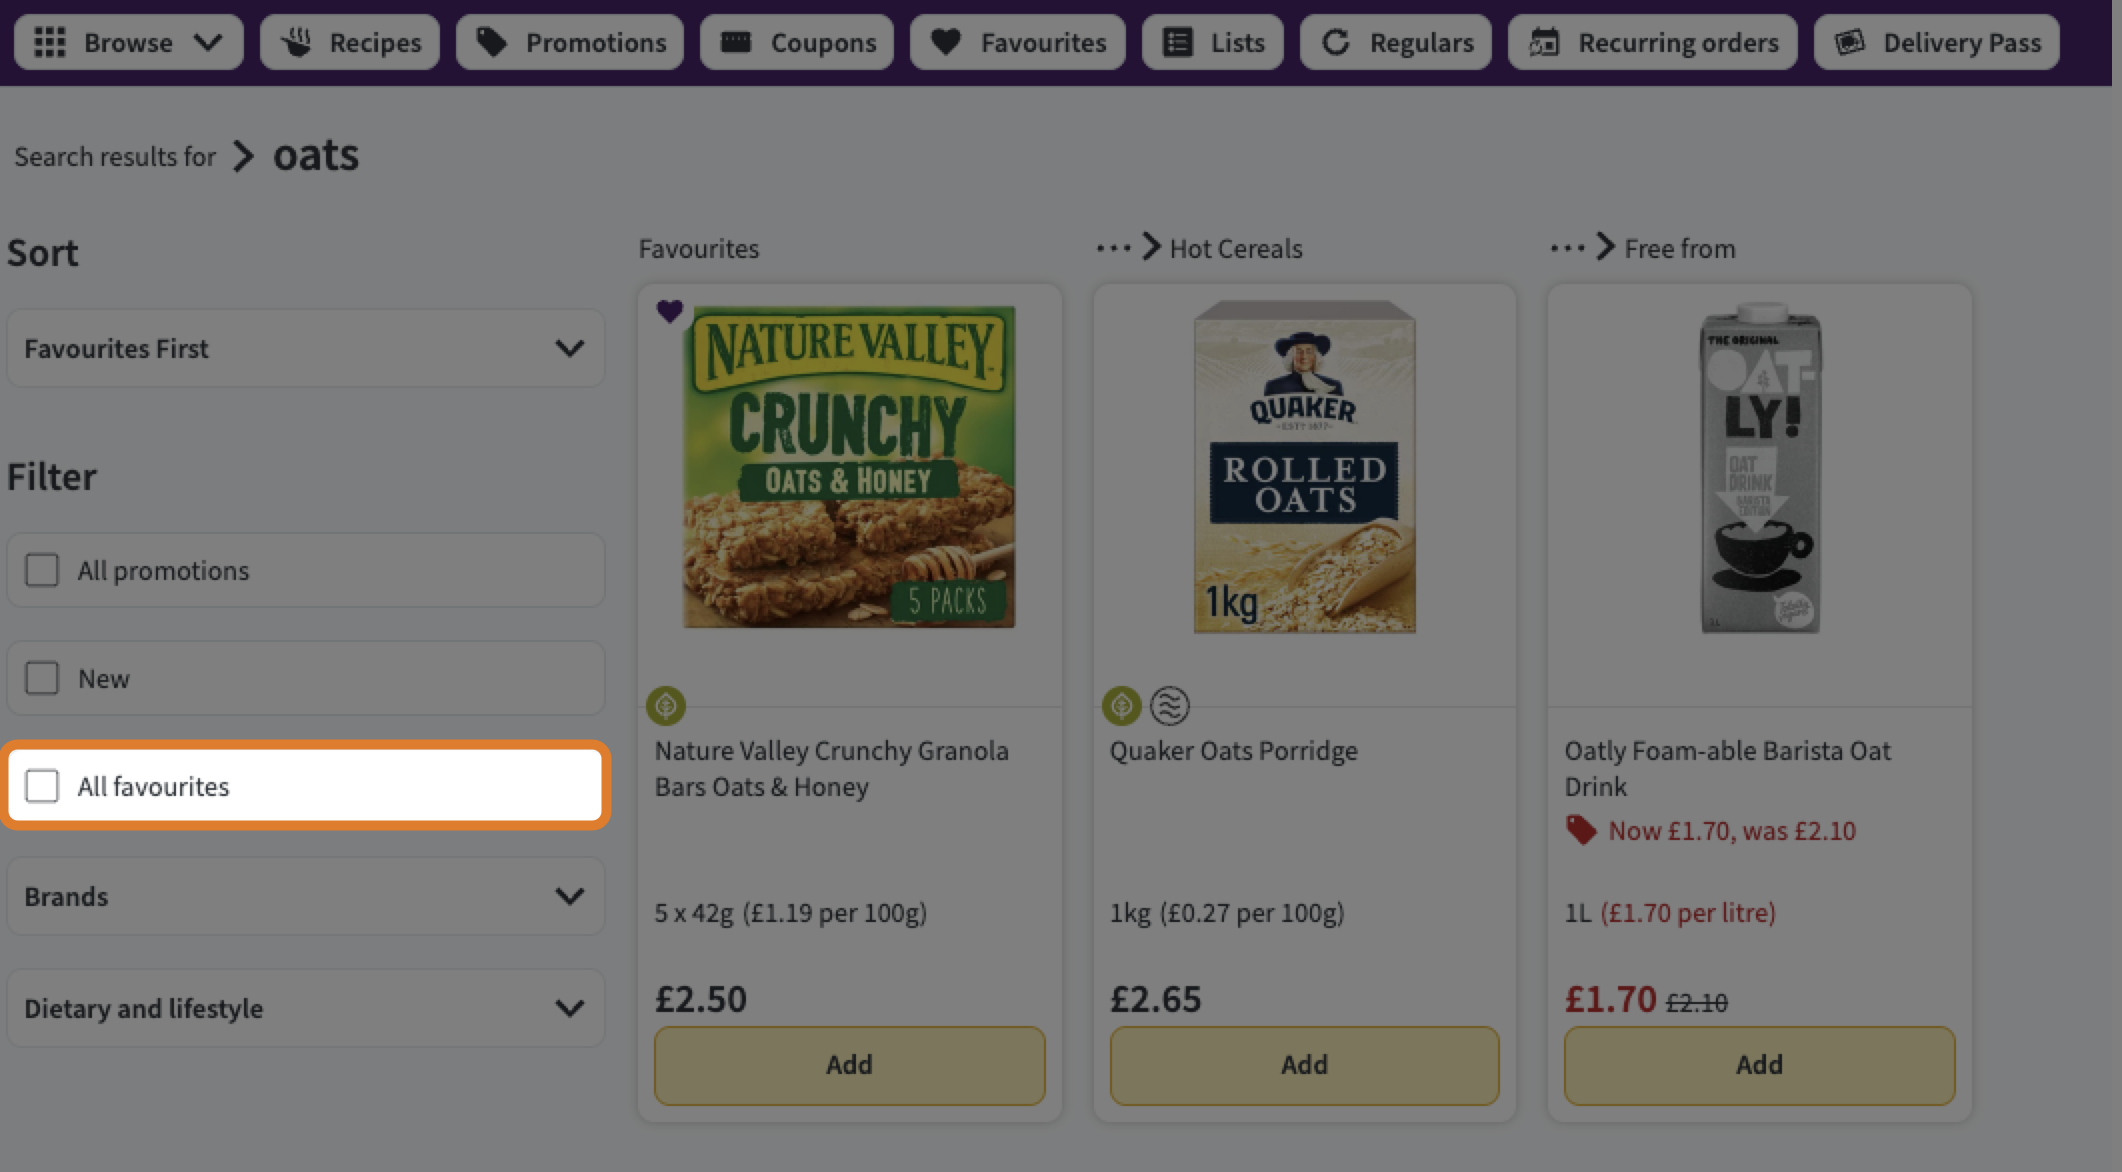 Browse
Recipes
Promotions
Coupons
Favourites
Lists
Regulars
Recurring orders
Delivery Pass
Search results for oats
Sort
Favourites First
Filter
All promotions
New
All favourites
Brands
Dietary and lifestyle
Favourites
NATURE VALLEY
CRUNCHY
OATS & HONEY
5 PACKS
Nature Valley Crunchy Granola
Bars Oats & Honey
5 x 42g (£1.19 per 100g)
£2.50
Add
··· Hot Cereals
QUAKER
-ESTD 1877-
ROLLED
OATS
1kg
Quaker Oats Porridge
1kg (£0.27 per 100g)
£2.65
Add
··· Free from
THE ORIGINAL
OAT-
LY!
OAT
DRINK
BARISTA
EDITION
1L
Oatly Foam-able Barista Oat
Drink
Now £1.70, was £2.10
1L (£1.70 per litre)
£1.70 £2.10
Add